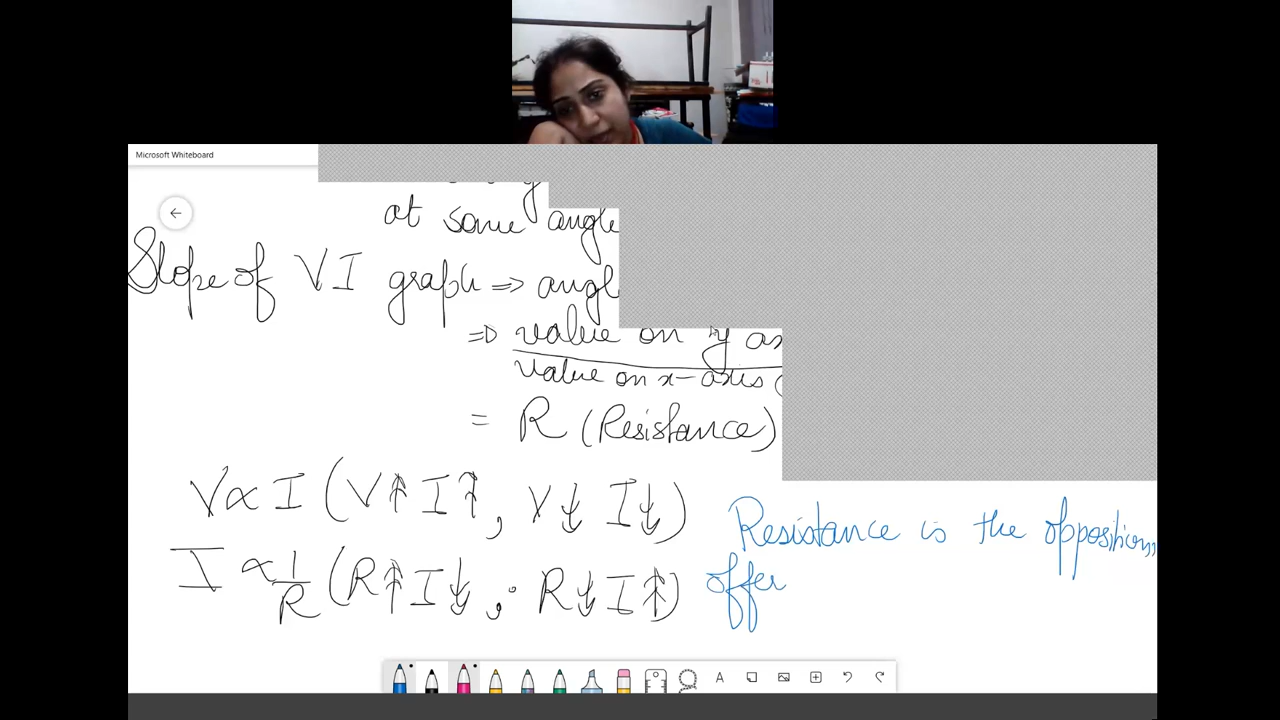 Microsoft Whiteboard
at some angle
Slope of VI graph ⇒ angl
⇒ value on y ax
value on x-axis (
= R (Resistance)
V∝I (V↑ I↑, V↓ I↓)
I ∝ 1/R (R↑ I↓, R↓ I↑)
Resistance is the opposition
offer
A